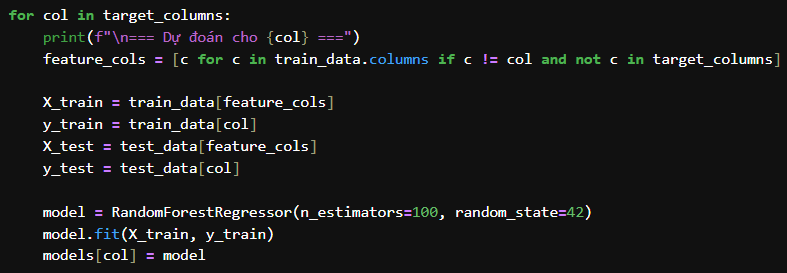 for col in target_columns:
    print(f"\n=== Dự đoán cho {col} ===")
    feature_cols = [c for c in train_data.columns if c != col and not c in target_columns]

    X_train = train_data[feature_cols]
    y_train = train_data[col]
    X_test = test_data[feature_cols]
    y_test = test_data[col]

    model = RandomForestRegressor(n_estimators=100, random_state=42)
    model.fit(X_train, y_train)
    models[col] = model